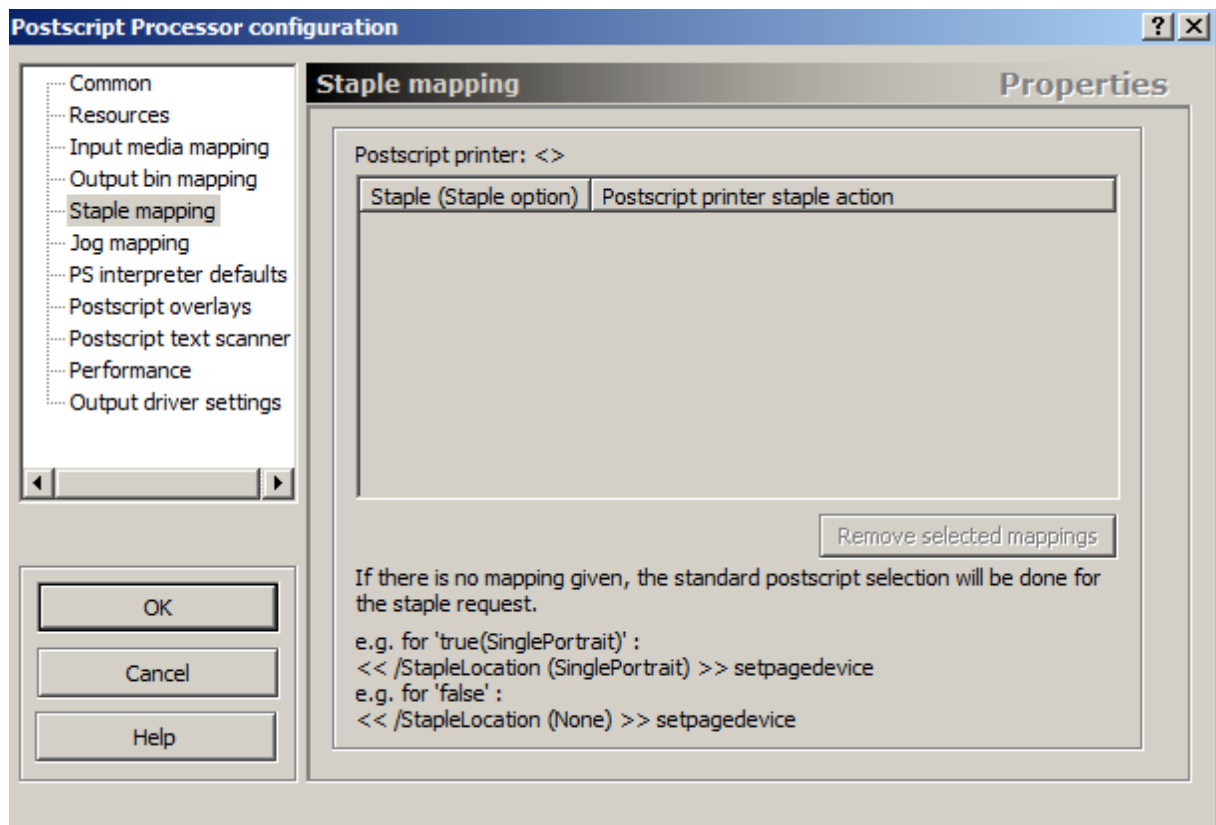 Postscript Processor configuration
Common
Resources
Input media mapping
Output bin mapping
Staple mapping
Jog mapping
PS interpreter defaults
Postscript overlays
Postscript text scanner
Performance
Output driver settings
OK
Cancel
Help
Staple mapping Properties
Postscript printer: <>
Staple (Staple option) Postscript printer staple action
Remove selected mappings
If there is no mapping given, the standard postscript selection will be done for
the staple request.
e.g. for 'true(SinglePortrait)' :
<< /StapleLocation (SinglePortrait) >> setpagedevice
e.g. for 'false' :
<< /StapleLocation (None) >> setpagedevice